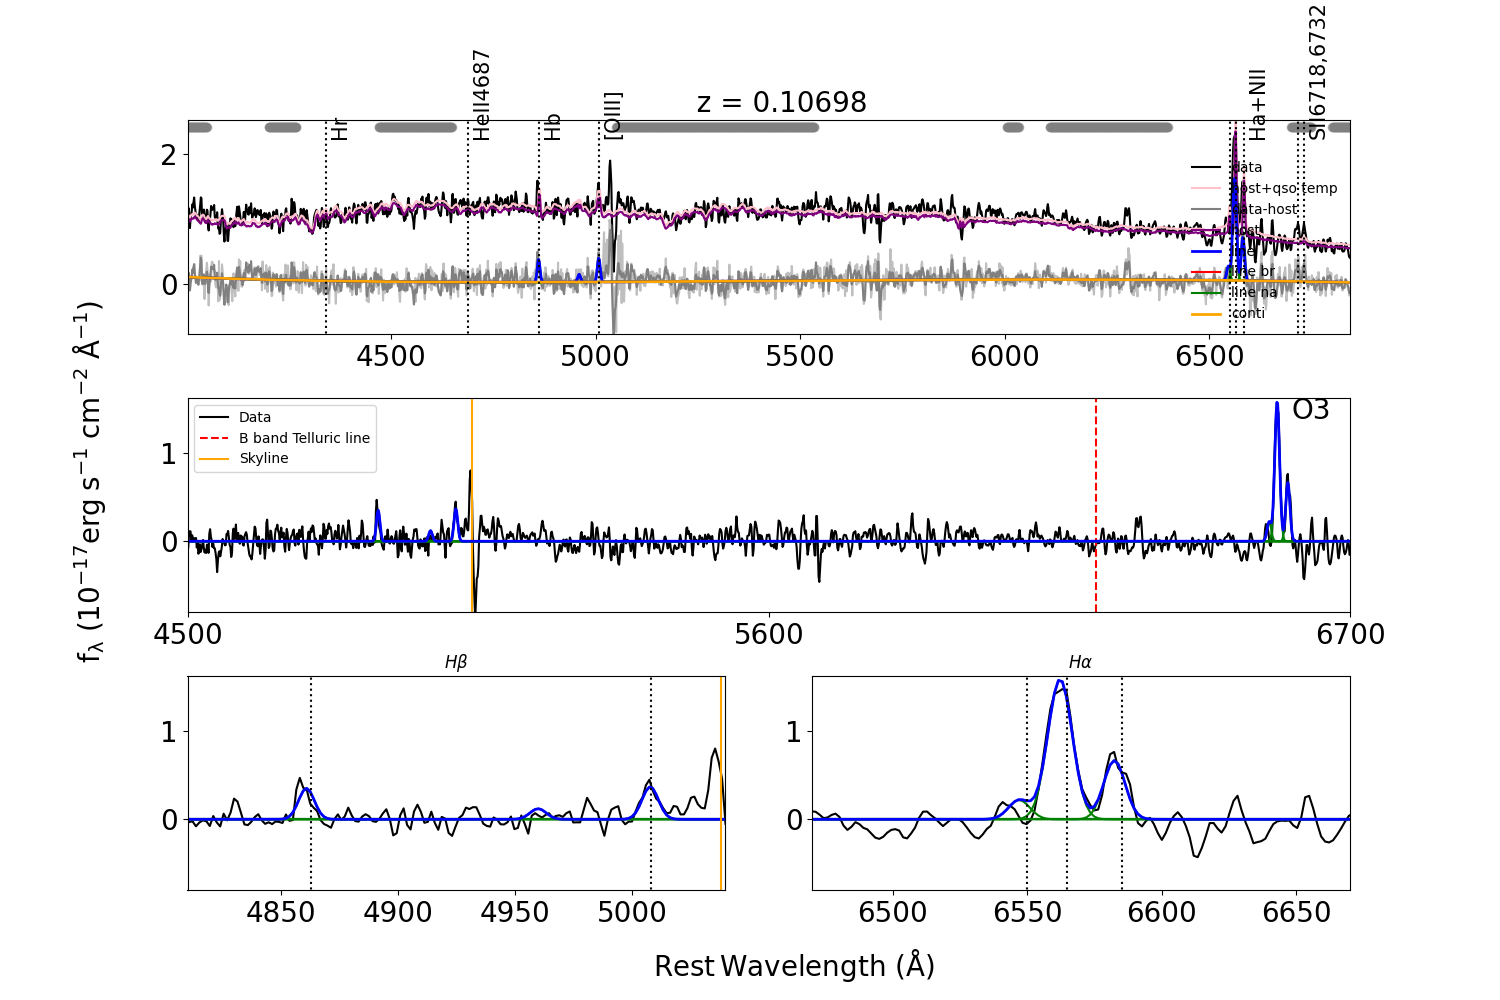 z = 0.10698
Hr
HeII4687
Hb
[OIII]
Ha+NII
SII6718,6732
2
0
data
host+qso temp
data-host
host
line
line br
line na
conti
4500
5000
5500
6000
6500
f_λ (10^{-17}erg s^{-1} cm^{-2} Å^{-1})
Data
B band Telluric line
Skyline
O3
1
0
4500
5600
6700
Hβ
1
0
4850
4900
4950
5000
Hα
1
0
6500
6550
6600
6650
Rest Wavelength (Å)